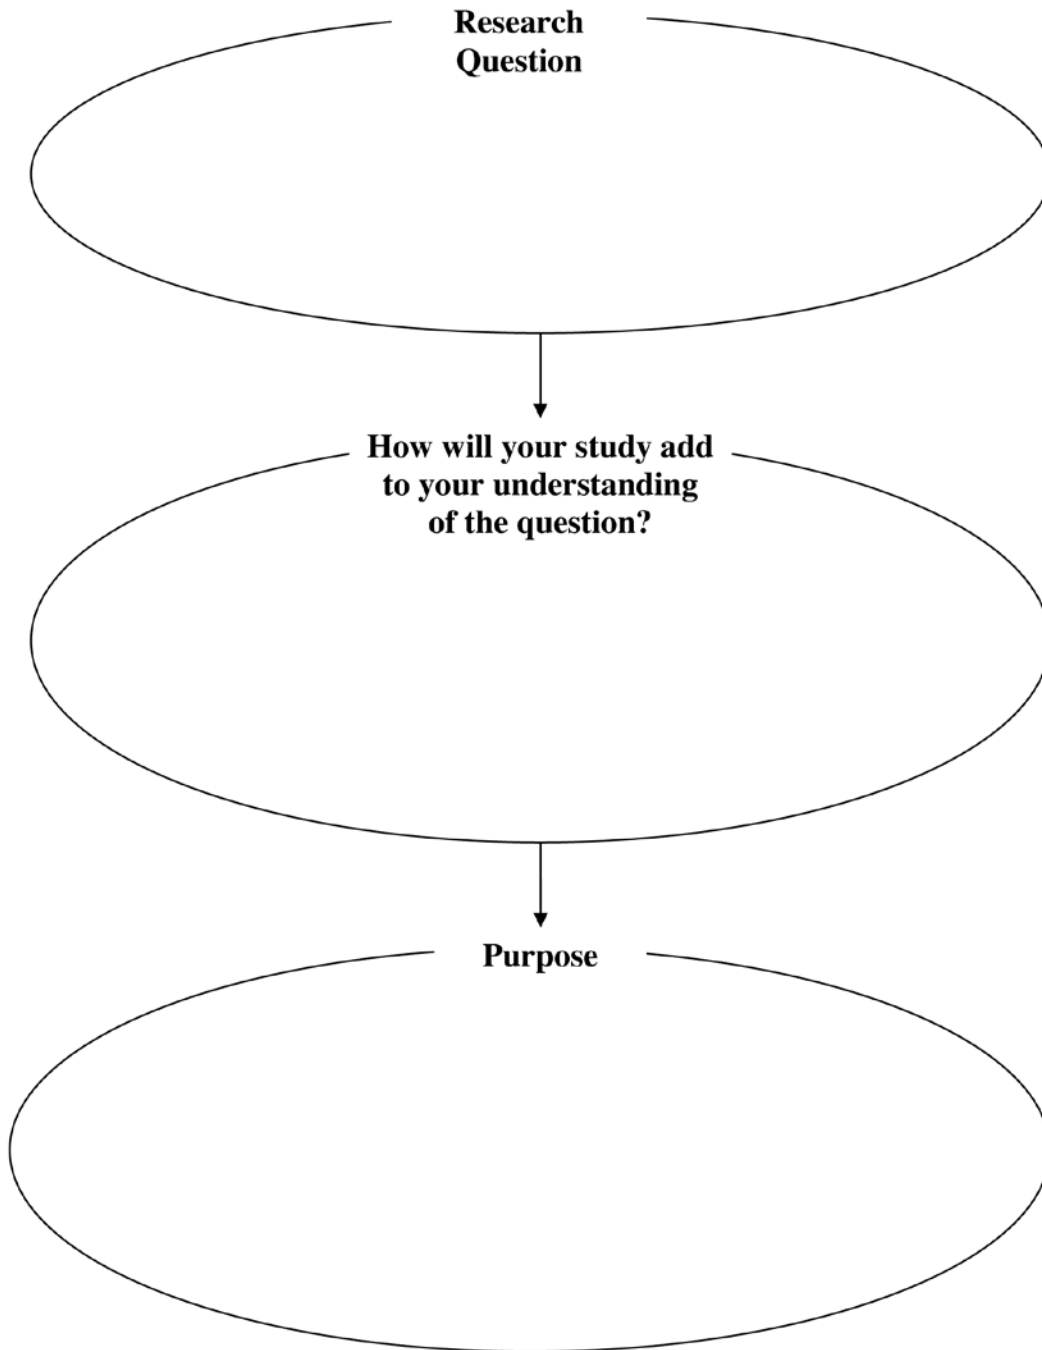 Research
Question
How will your study add
to your understanding
of the question?
Purpose